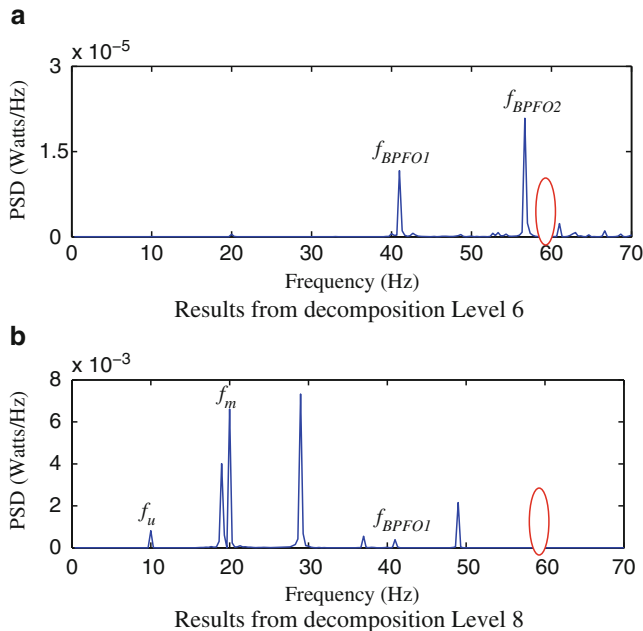 a
x 10⁻⁵
3
1.5
0
PSD (Watts/Hz)
f_BPFO1
f_BPFO2
0 10 20 30 40 50 60 70
Frequency (Hz)
Results from decomposition Level 6
b
x 10⁻³
8
6
4
2
0
PSD (Watts/Hz)
f_u
f_m
f_BPFO1
0 10 20 30 40 50 60 70
Frequency (Hz)
Results from decomposition Level 8